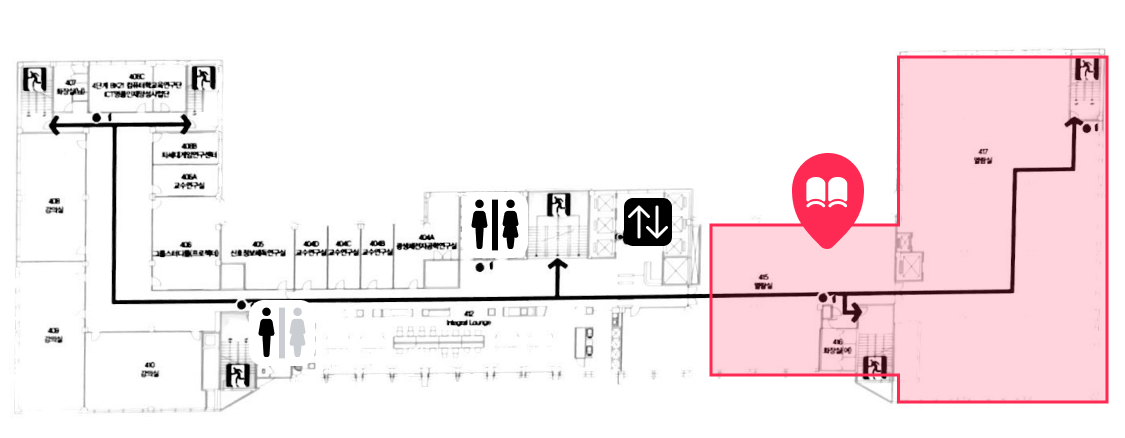 407
화장실(남)
408C
4단계 BK21 컴퓨터학교육연구단
ICT명품인재양성사업단
408B
차세대게임연구센터
408A
교수연구실
408
강의실
406
그룹스터디룸(프로젝터)
405
신호정보체득연구실
404D
교수연구실
404C
교수연구실
404B
교수연구실
404A
광생체전자공학연구실
409
강의실
410
강의실
412
Integral Lounge
415
열람실
416
화장실(여)
417
열람실